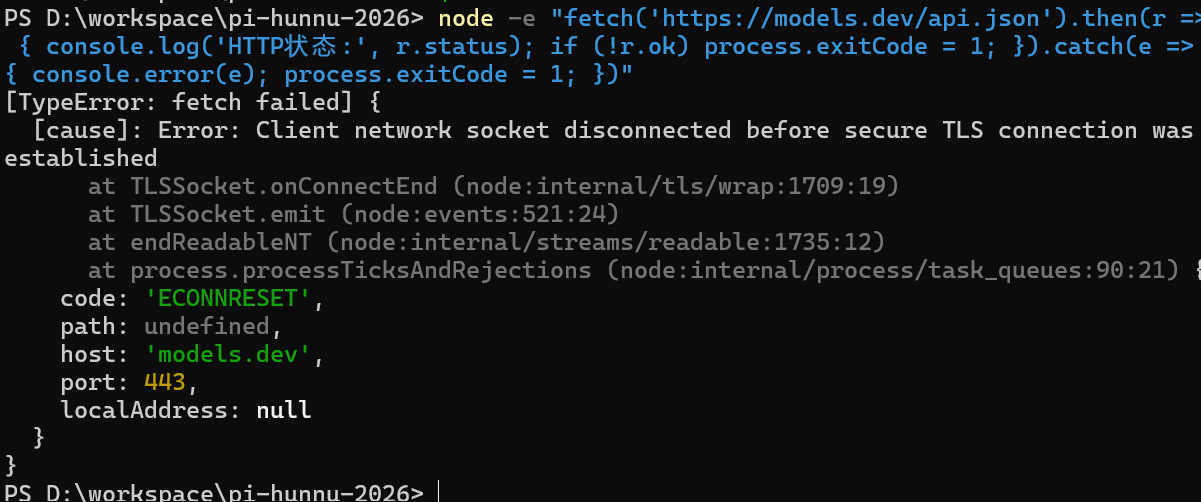 PS D:\workspace\pi-hunnu-2026> node -e "fetch('https://models.dev/api.json').then(r =>
 { console.log('HTTP状态:', r.status); if (!r.ok) process.exitCode = 1; }).catch(e =>
{ console.error(e); process.exitCode = 1; })"
[TypeError: fetch failed] {
  [cause]: Error: Client network socket disconnected before secure TLS connection was
established
      at TLSSocket.onConnectEnd (node:internal/tls/wrap:1709:19)
      at TLSSocket.emit (node:events:521:24)
      at endReadableNT (node:internal/streams/readable:1735:12)
      at process.processTicksAndRejections (node:internal/process/task_queues:90:21) {
    code: 'ECONNRESET',
    path: undefined,
    host: 'models.dev',
    port: 443,
    localAddress: null
  }
}
PS D:\workspace\pi-hunnu-2026>